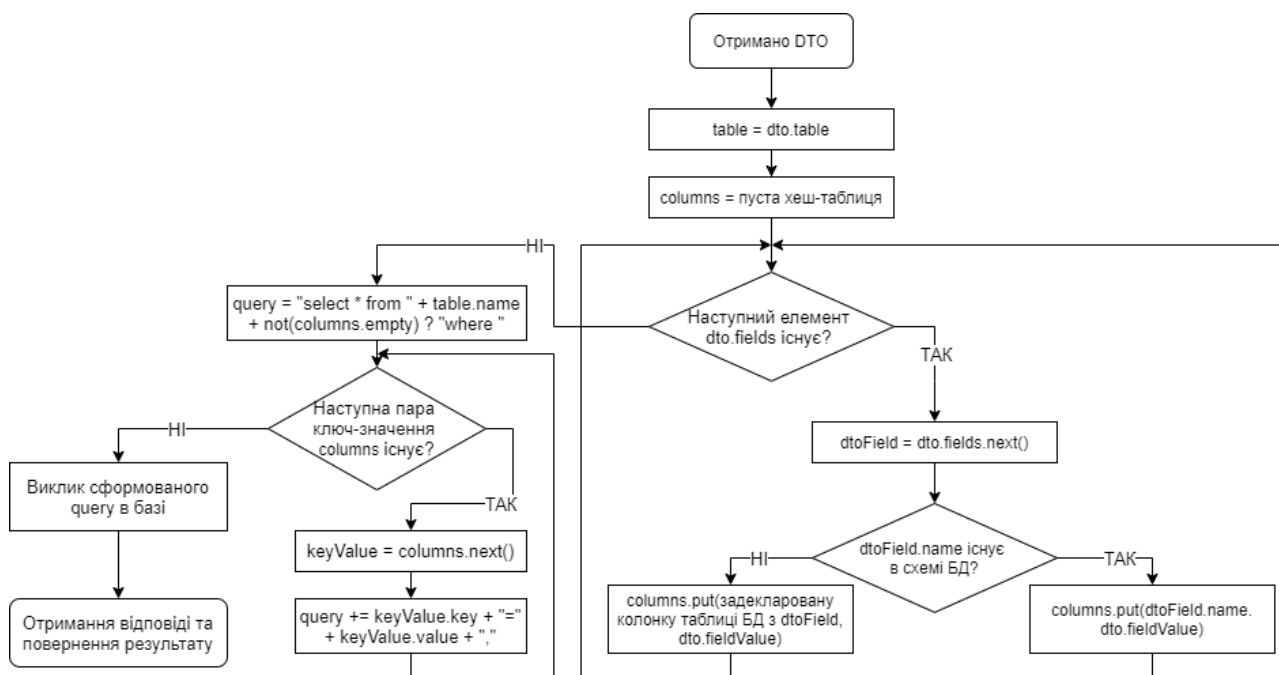 Отримано DTO
table = dto.table
columns = пуста хеш-таблиця
НІ
query = "select * from " + table.name
+ not(columns.empty) ? "where "
Наступний елемент
dto.fields існує?
ТАК
Наступна пара
ключ-значення
columns існує?
НІ
dtoField = dto.fields.next()
Виклик сформованого
query в базі
ТАК
keyValue = columns.next()
dtoField.name існує
в схемі БД?
НІ
ТАК
query += keyValue.key + "="
+ keyValue.value + ","
Отримання відповіді та
повернення результату
columns.put(задекларовану
колонку таблиці БД з dtoField,
dto.fieldValue)
columns.put(dtoField.name.
dto.fieldValue)